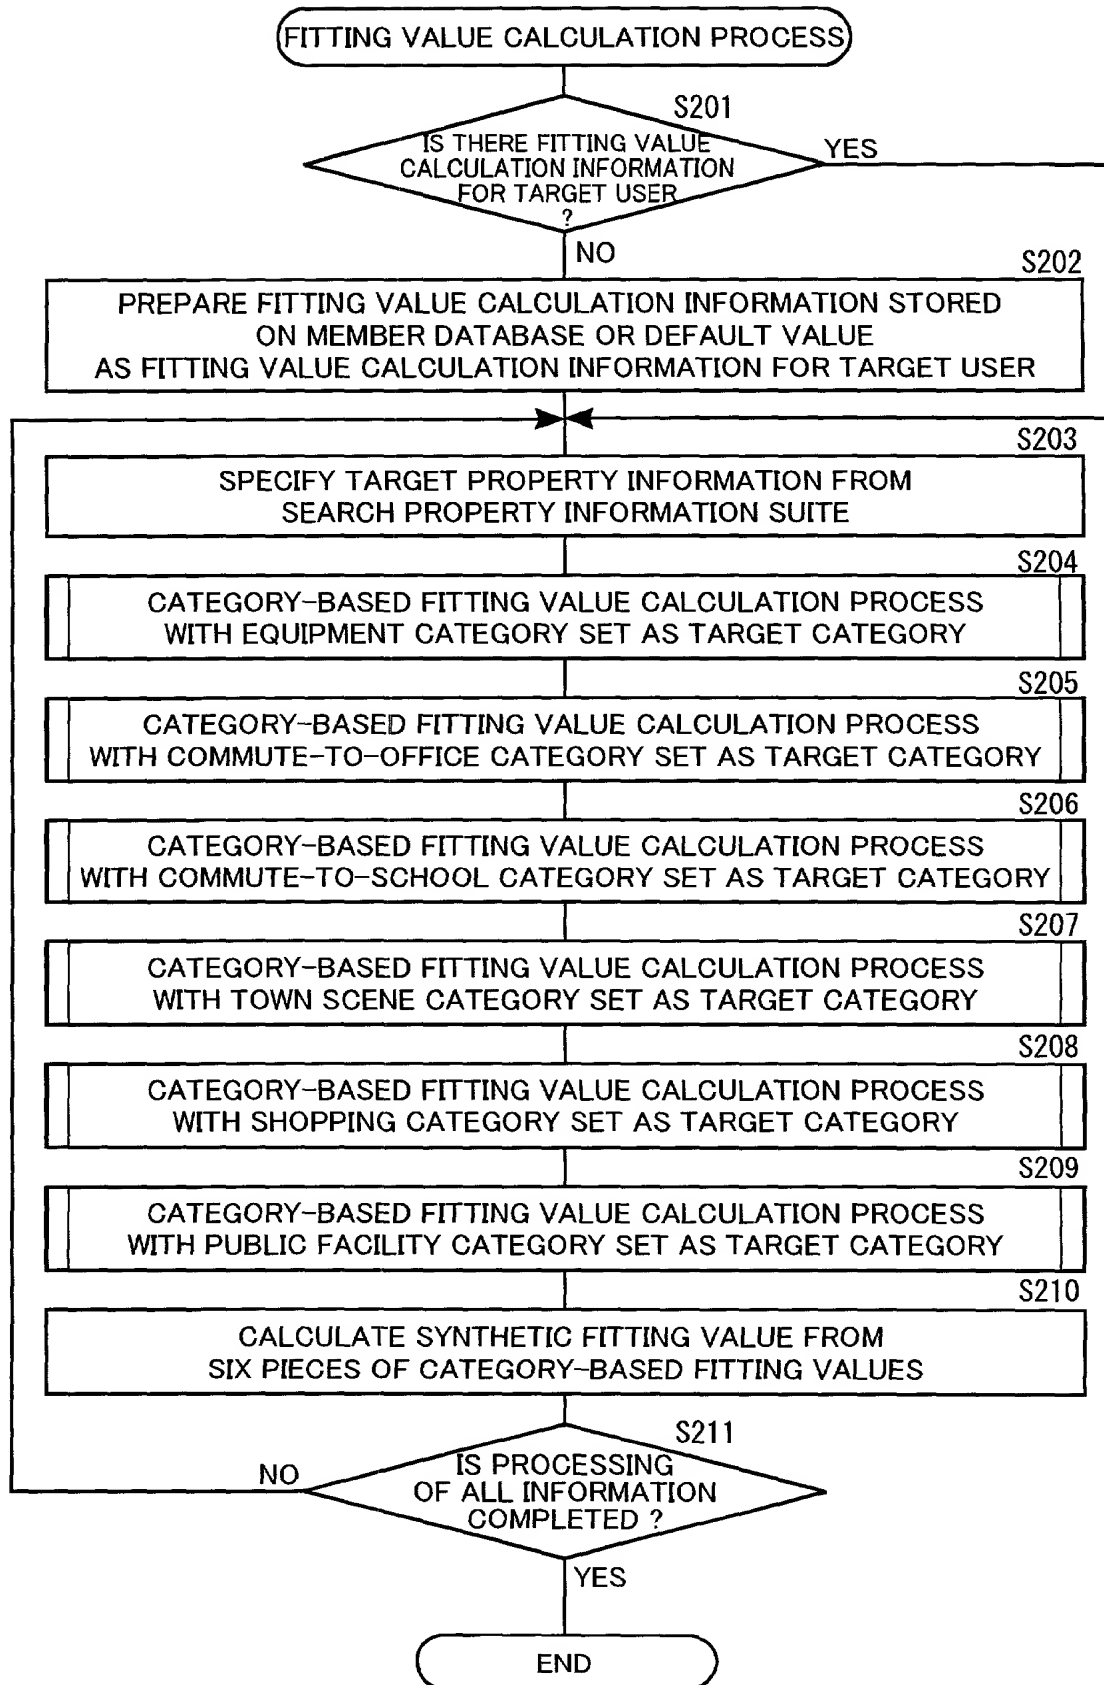 FITTING VALUE CALCULATION PROCESS
S201
IS THERE FITTING VALUE
CALCULATION INFORMATION
FOR TARGET USER
?
YES
NO
S202
PREPARE FITTING VALUE CALCULATION INFORMATION STORED
ON MEMBER DATABASE OR DEFAULT VALUE
AS FITTING VALUE CALCULATION INFORMATION FOR TARGET USER
S203
SPECIFY TARGET PROPERTY INFORMATION FROM
SEARCH PROPERTY INFORMATION SUITE
S204
CATEGORY-BASED FITTING VALUE CALCULATION PROCESS
WITH EQUIPMENT CATEGORY SET AS TARGET CATEGORY
S205
CATEGORY-BASED FITTING VALUE CALCULATION PROCESS
WITH COMMUTE-TO-OFFICE CATEGORY SET AS TARGET CATEGORY
S206
CATEGORY-BASED FITTING VALUE CALCULATION PROCESS
WITH COMMUTE-TO-SCHOOL CATEGORY SET AS TARGET CATEGORY
S207
CATEGORY-BASED FITTING VALUE CALCULATION PROCESS
WITH TOWN SCENE CATEGORY SET AS TARGET CATEGORY
S208
CATEGORY-BASED FITTING VALUE CALCULATION PROCESS
WITH SHOPPING CATEGORY SET AS TARGET CATEGORY
S209
CATEGORY-BASED FITTING VALUE CALCULATION PROCESS
WITH PUBLIC FACILITY CATEGORY SET AS TARGET CATEGORY
S210
CALCULATE SYNTHETIC FITTING VALUE FROM
SIX PIECES OF CATEGORY-BASED FITTING VALUES
S211
IS PROCESSING
OF ALL INFORMATION
COMPLETED ?
NO
YES
END